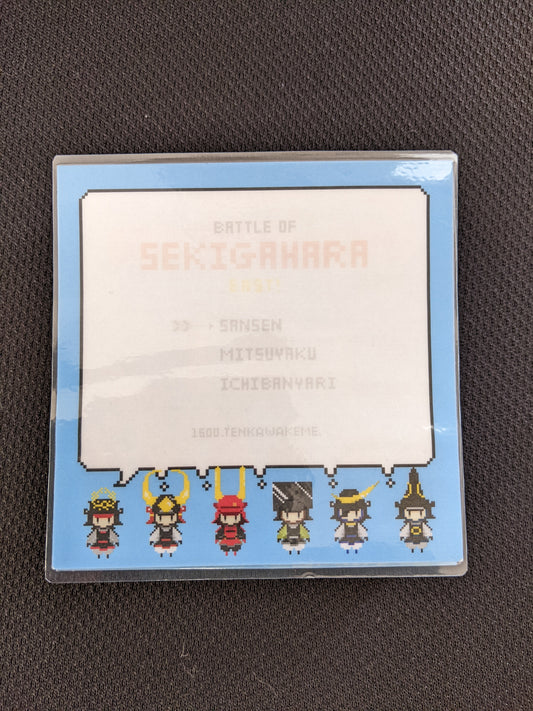 BATTLE OF
SEKIGAHARA
EAST
>> → SANSEN
MITSUYAKU
ICHIBANYARI
1600.TENKAWAKEME.